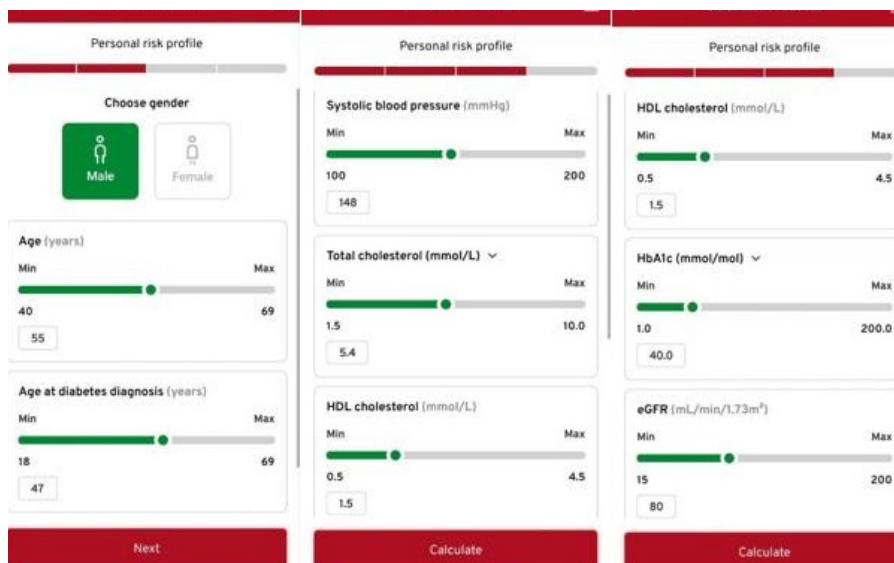 Personal risk profile
Choose gender
Male
Female
Age (years)
Min Max
40 69
55
Age at diabetes diagnosis (years)
Min Max
18 69
47
Next
Personal risk profile
Systolic blood pressure (mmHg)
Min Max
100 200
148
Total cholesterol (mmol/L)
Min Max
1.5 10.0
5.4
HDL cholesterol (mmol/L)
Min Max
0.5 4.5
1.5
Calculate
Personal risk profile
HDL cholesterol (mmol/L)
Min Max
0.5 4.5
1.5
HbA1c (mmol/mol)
Min Max
1.0 200.0
40.0
eGFR (mL/min/1.73m²)
Min Max
15 200
80
Calculate